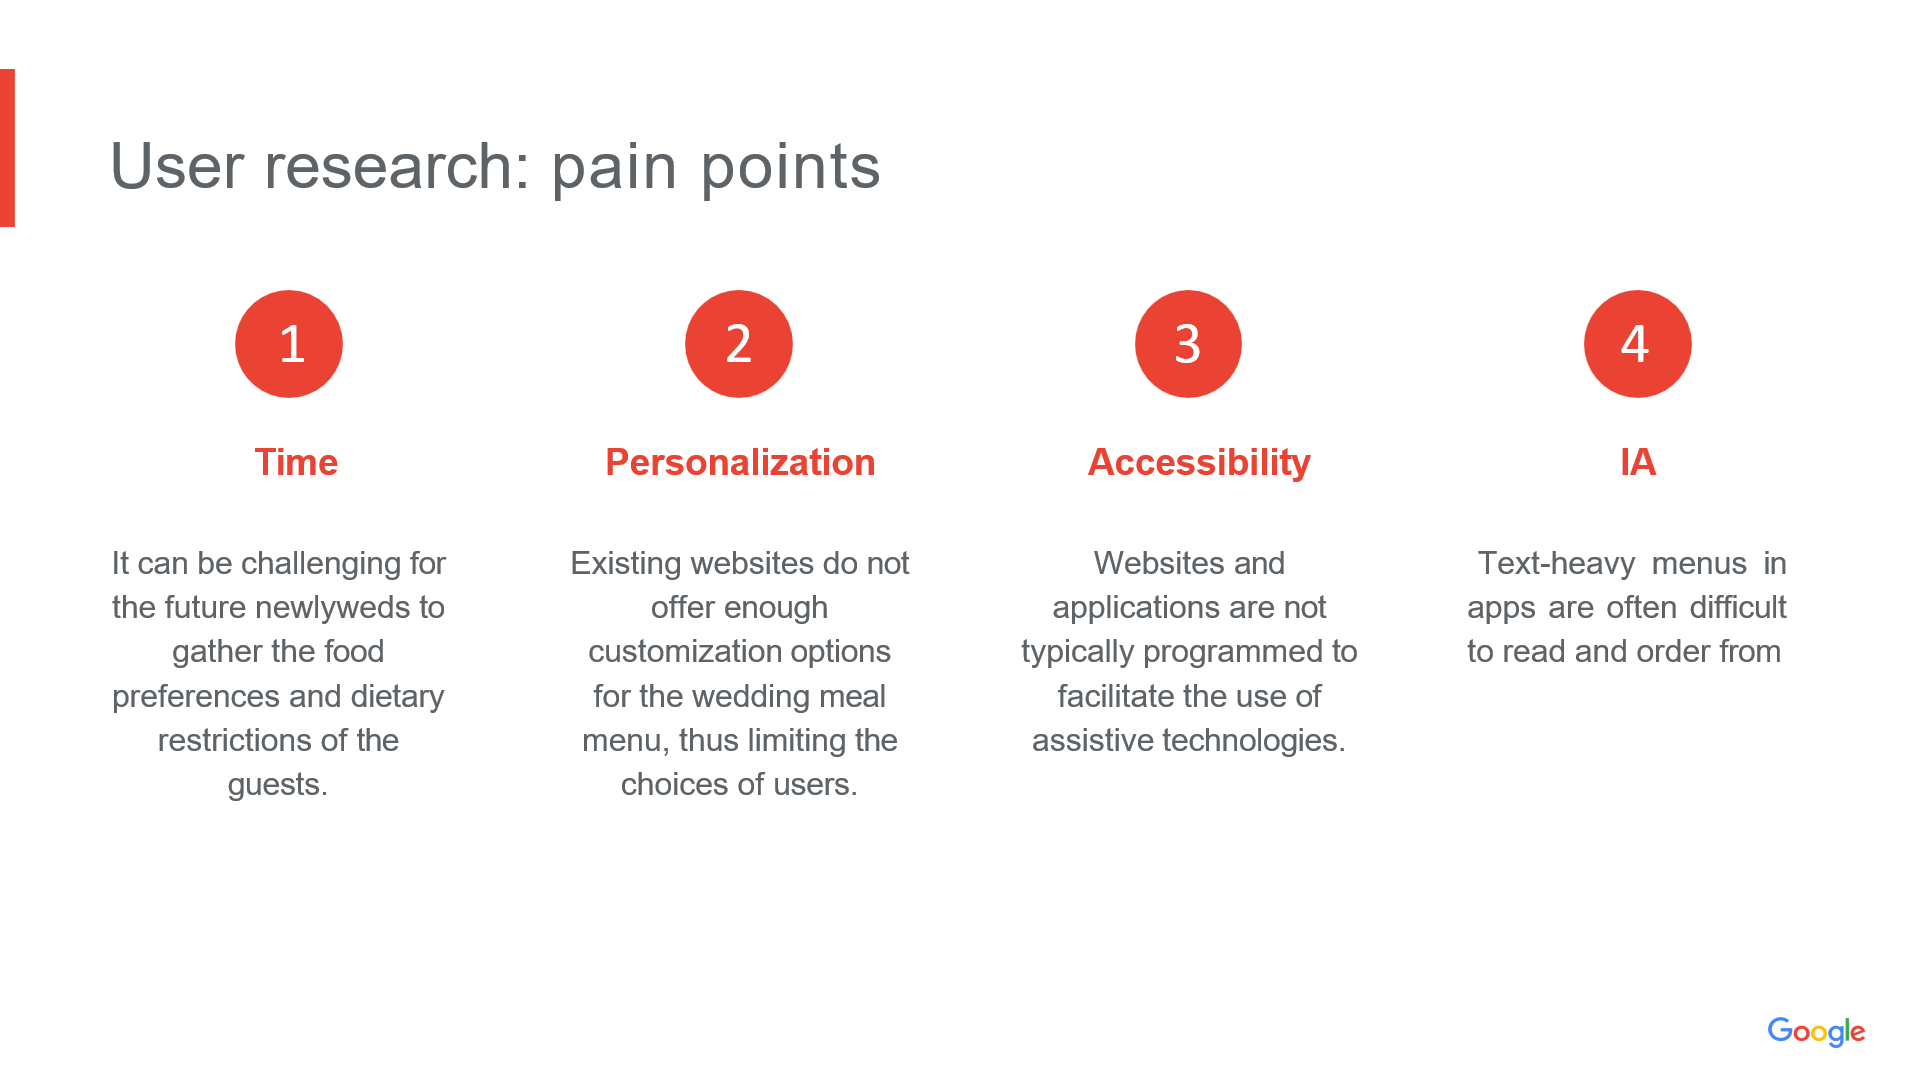 User research: pain points
1
Time
It can be challenging for
the future newlyweds to
gather the food
preferences and dietary
restrictions of the
guests.
2
Personalization
Existing websites do not
offer enough
customization options
for the wedding meal
menu, thus limiting the
choices of users.
3
Accessibility
Websites and
applications are not
typically programmed to
facilitate the use of
assistive technologies.
4
IA
Text-heavy menus in
apps are often difficult
to read and order from
Google